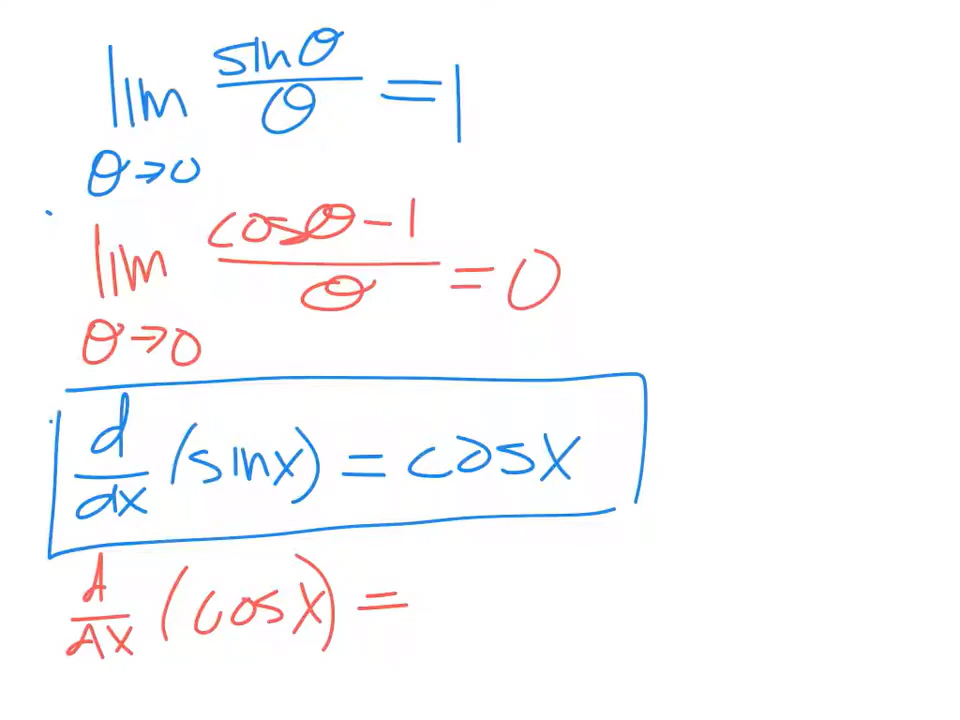 lim sinθ/θ = 1
θ→0
lim cosθ-1/θ = 0
θ→0
d/dx (sinx) = cosx
d/dx (cosx) =